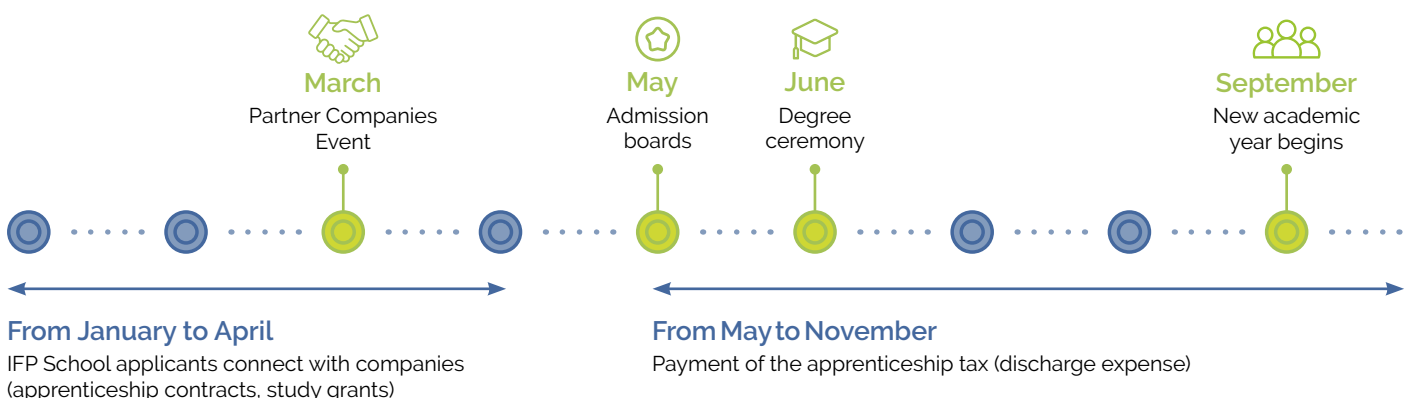 March
Partner Companies
Event
May
Admission
boards
June
Degree
ceremony
September
New academic
year begins
From January to April
IFP School applicants connect with companies
(apprenticeship contracts, study grants)
From May to November
Payment of the apprenticeship tax (discharge expense)